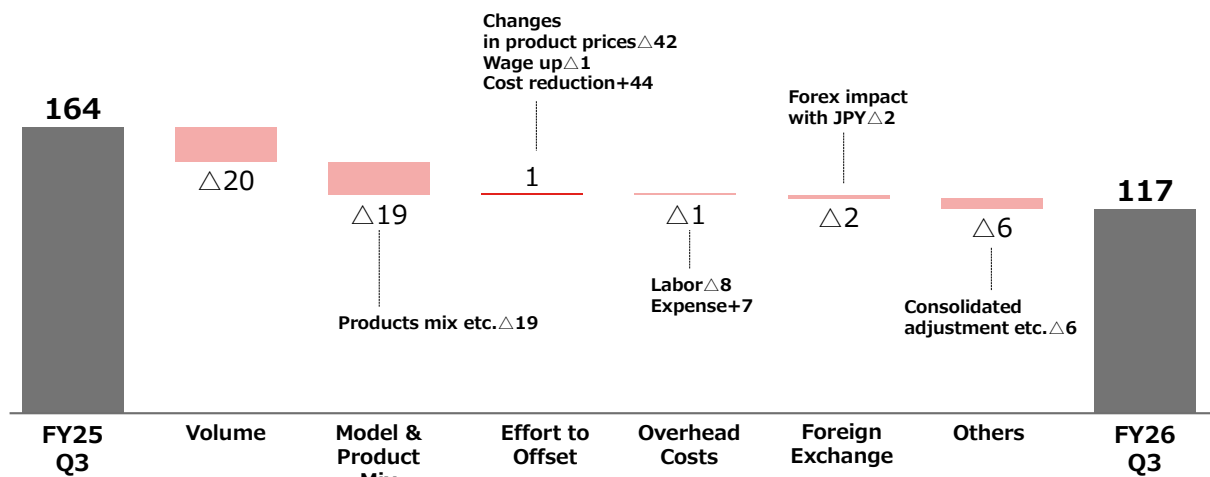 164
△20
△19
Products mix etc.△19
Changes
in product prices△42
Wage up△1
Cost reduction+44
1
△1
Labor△8
Expense+7
Forex impact
with JPY△2
△2
△6
Consolidated
adjustment etc.△6
117
FY25
Q3
Volume
Model &
Product
Mix
Effort to
Offset
Overhead
Costs
Foreign
Exchange
Others
FY26
Q3